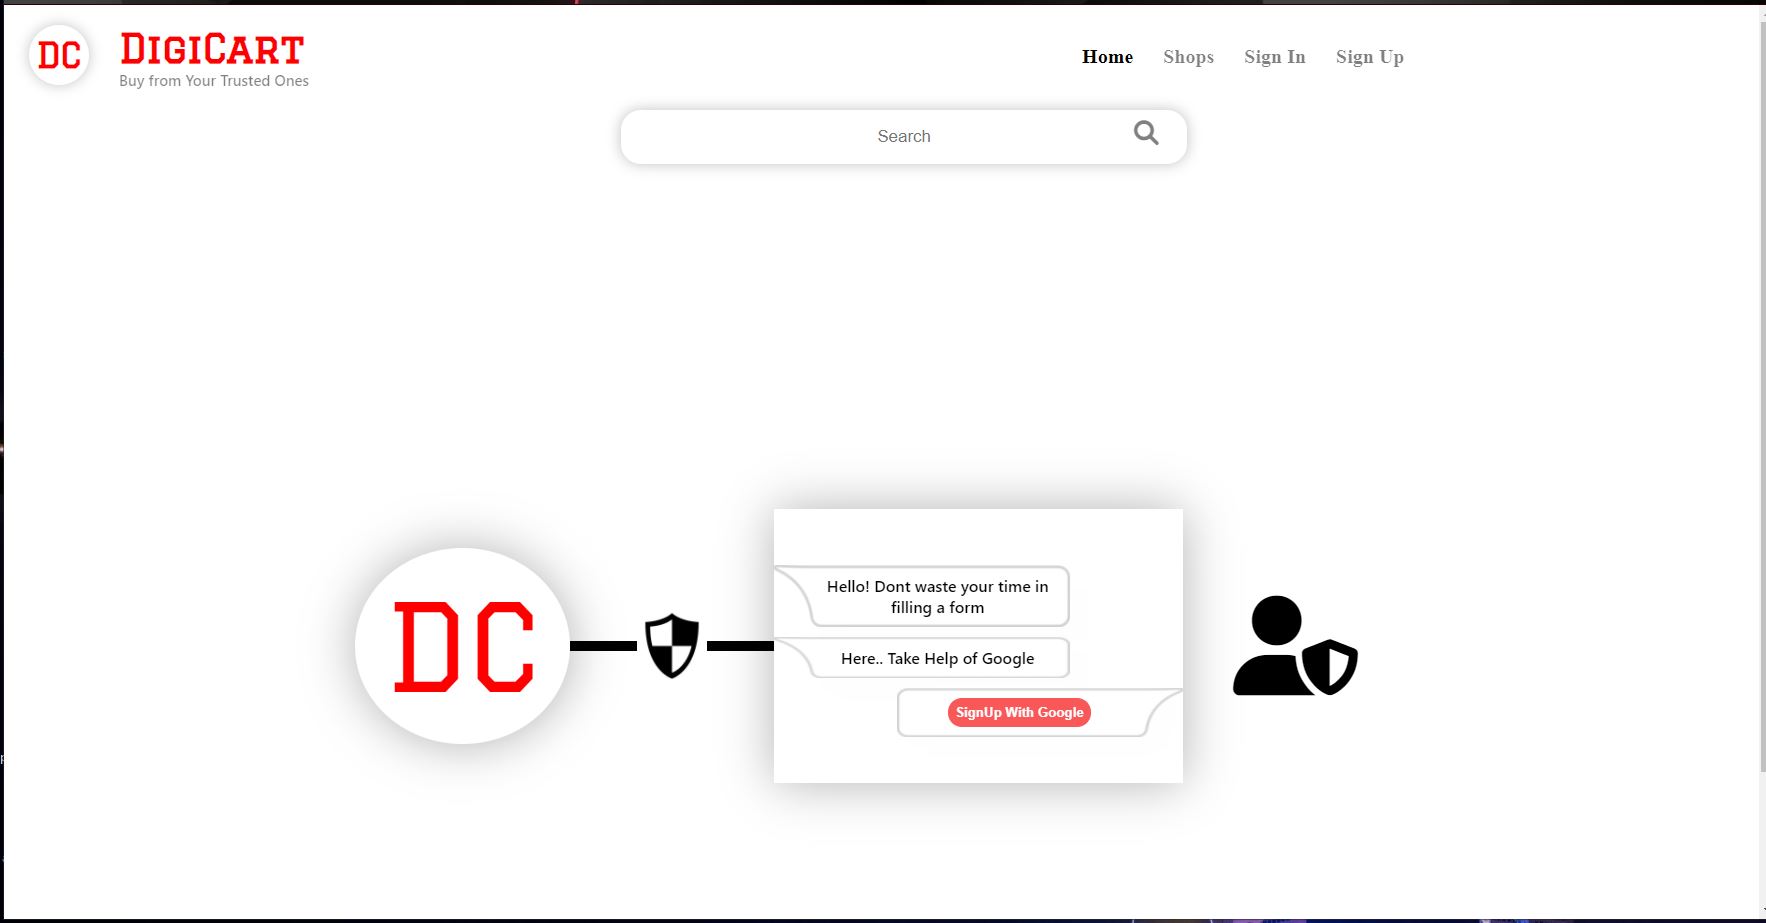 DC
DigiCart
Buy from Your Trusted Ones
Home Shops Sign In Sign Up
Search
DC
Hello! Dont waste your time in
filling a form
Here.. Take Help of Google
SignUp With Google